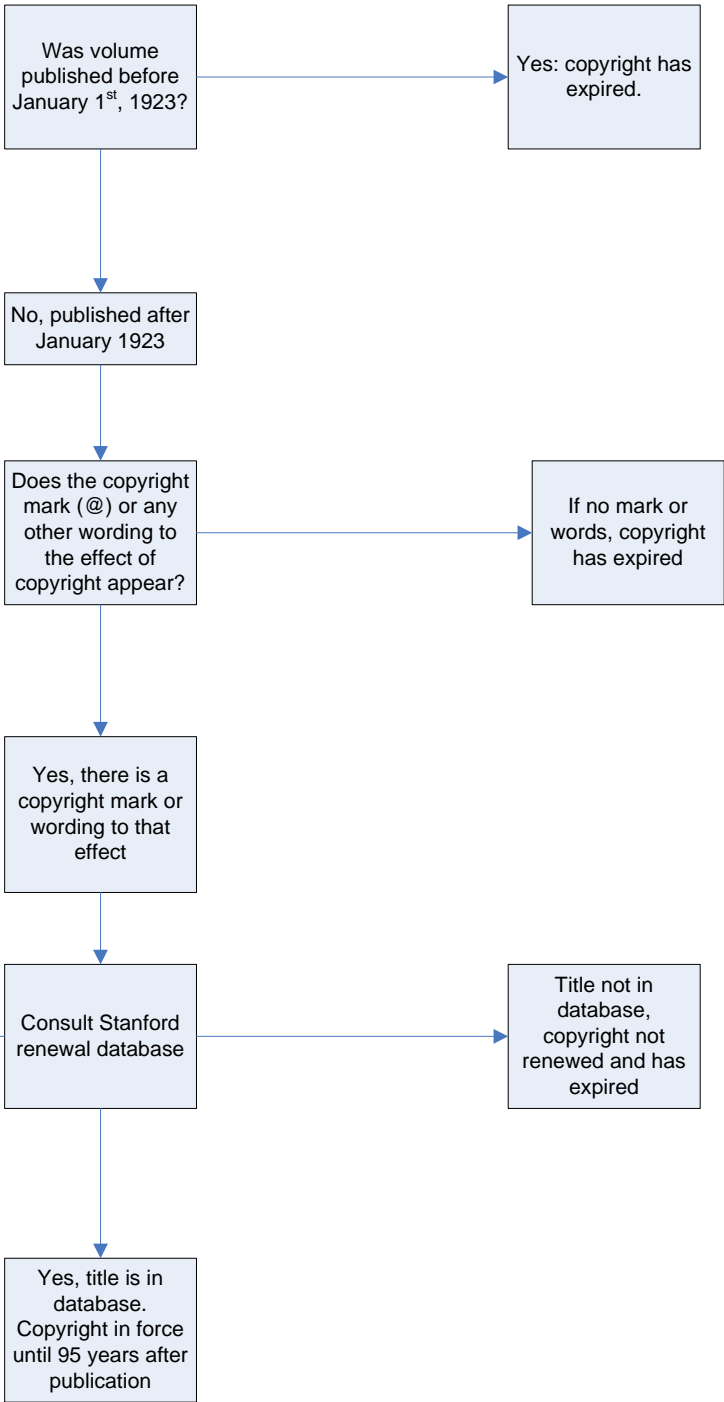 Was volume
published before
January 1st, 1923?
Yes: copyright has
expired.
No, published after
January 1923
Does the copyright
mark (@) or any
other wording to
the effect of
copyright appear?
If no mark or
words, copyright
has expired
Yes, there is a
copyright mark or
wording to that
effect
Consult Stanford
renewal database
Title not in
database,
copyright not
renewed and has
expired
Yes, title is in
database.
Copyright in force
until 95 years after
publication